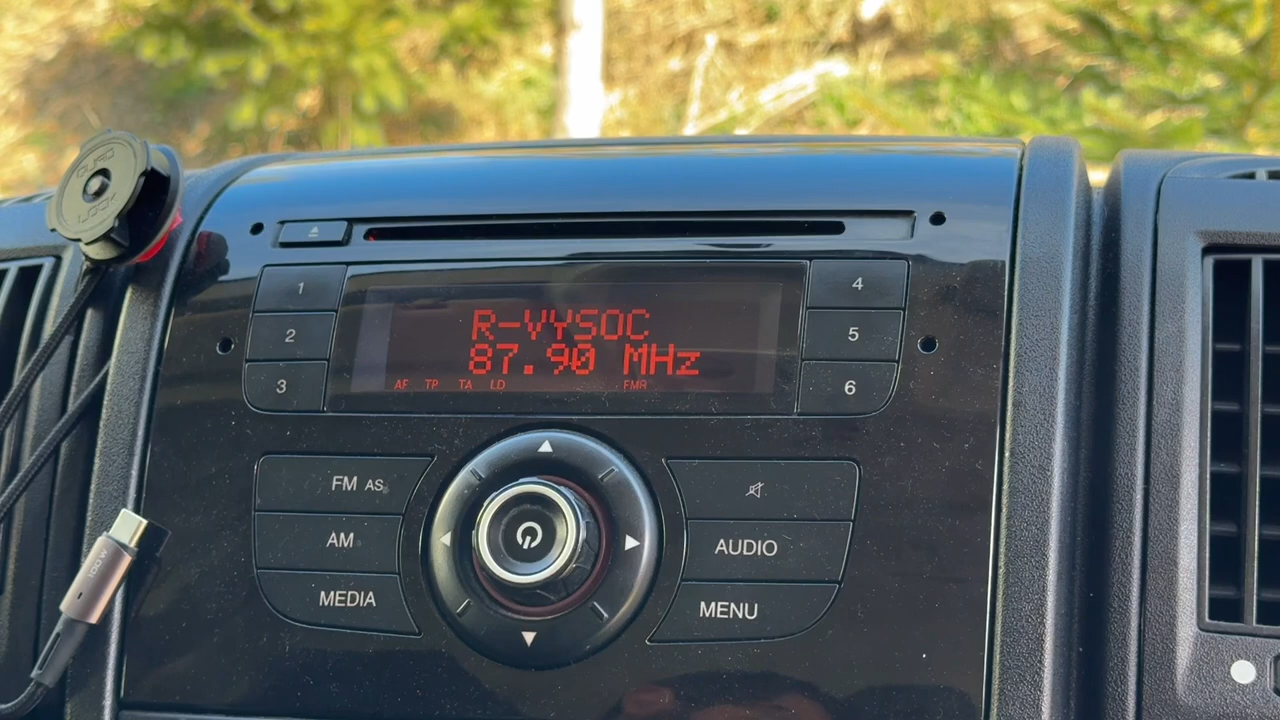 QUAD
LOCK
1
2
3
R-VYSOC
87.90 MHz
AF TP TA LD FMA
4
5
6
FM AS
AM
MEDIA
AUDIO
MENU
100W